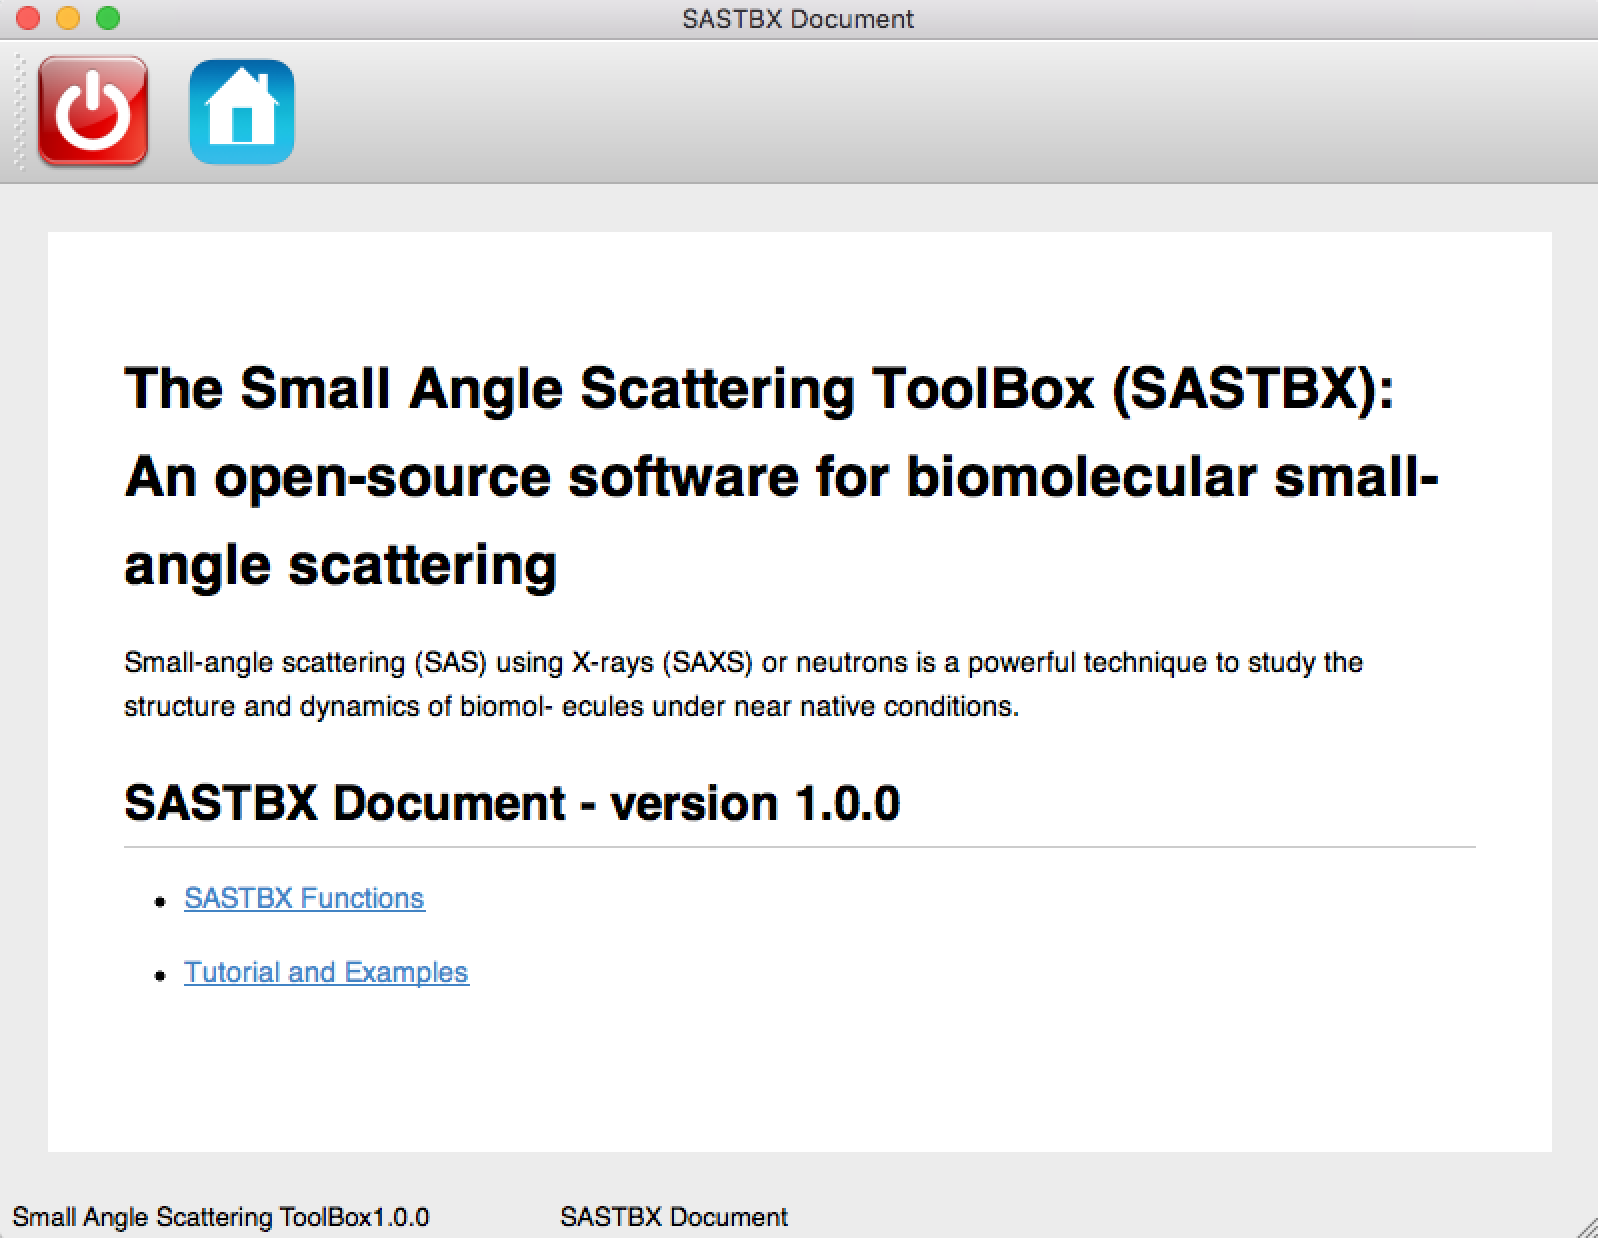 SASTBX Document
The Small Angle Scattering ToolBox (SASTBX):
An open-source software for biomolecular small-
angle scattering
Small-angle scattering (SAS) using X-rays (SAXS) or neutrons is a powerful technique to study the
structure and dynamics of biomol- ecules under near native conditions.
SASTBX Document - version 1.0.0
SASTBX Functions
Tutorial and Examples
Small Angle Scattering ToolBox1.0.0
SASTBX Document